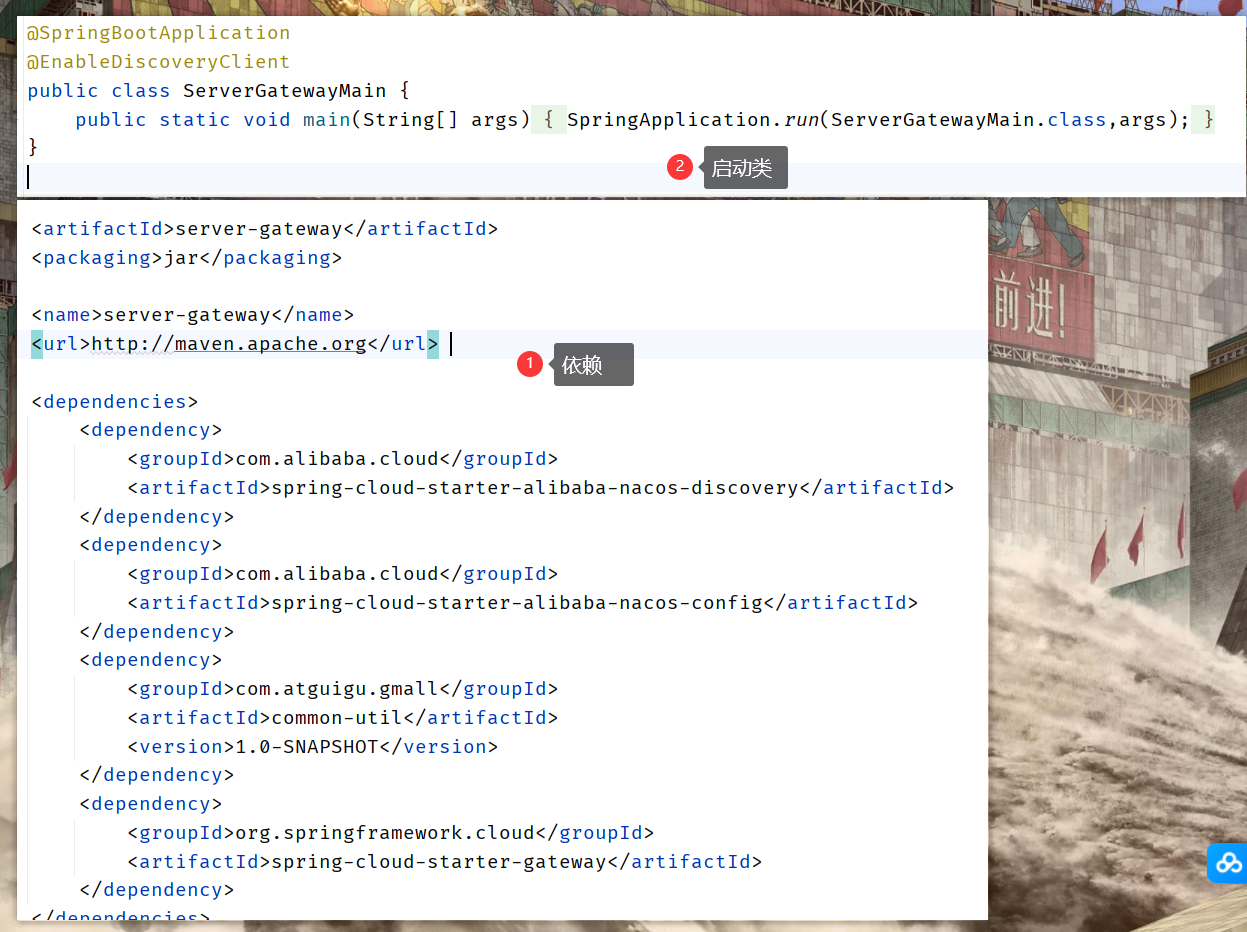 @SpringBootApplication
@EnableDiscoveryClient
public class ServerGatewayMain {
    public static void main(String[] args) { SpringApplication.run(ServerGatewayMain.class,args); }
}
2 启动类
<artifactId>server-gateway</artifactId>
<packaging>jar</packaging>
<name>server-gateway</name>
<url>http://maven.apache.org</url>
1 依赖
前进!
<dependencies>
    <dependency>
        <groupId>com.alibaba.cloud</groupId>
        <artifactId>spring-cloud-starter-alibaba-nacos-discovery</artifactId>
    </dependency>
    <dependency>
        <groupId>com.alibaba.cloud</groupId>
        <artifactId>spring-cloud-starter-alibaba-nacos-config</artifactId>
    </dependency>
    <dependency>
        <groupId>com.atguigu.gmall</groupId>
        <artifactId>common-util</artifactId>
        <version>1.0-SNAPSHOT</version>
    </dependency>
    <dependency>
        <groupId>org.springframework.cloud</groupId>
        <artifactId>spring-cloud-starter-gateway</artifactId>
    </dependency>
</dependencies>